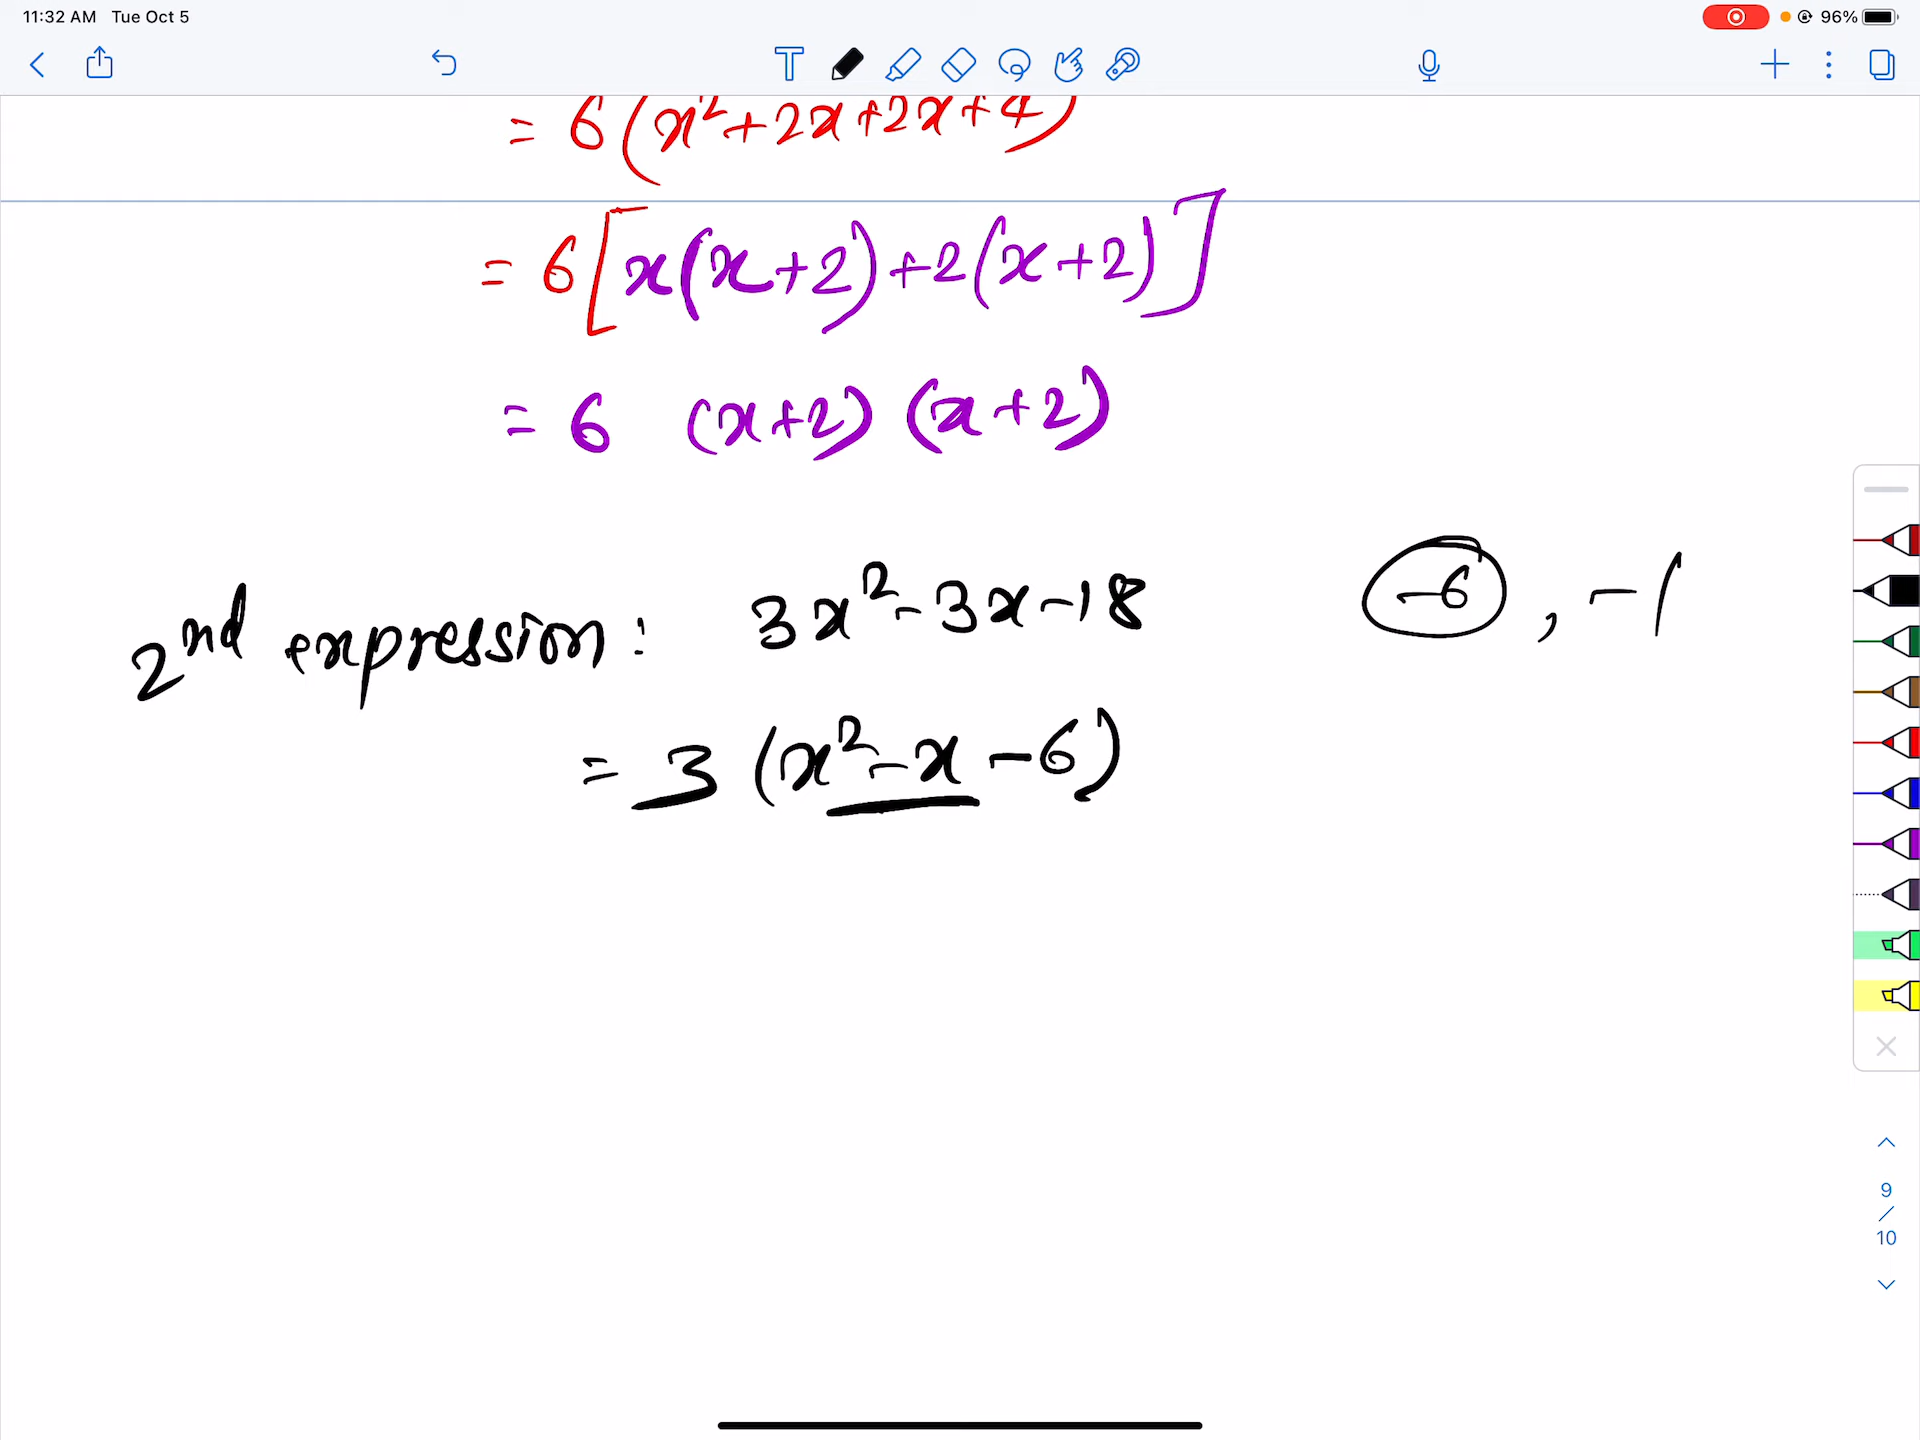 11:32 AM Tue Oct 5 96%
T
= 6(x²+2x+2x+4)
= 6[x(x+2)+2(x+2)]
= 6 (x+2) (x+2)
2nd expression: 3x²-3x-18 -6, -1
= 3 (x²-x-6)
9
/
10